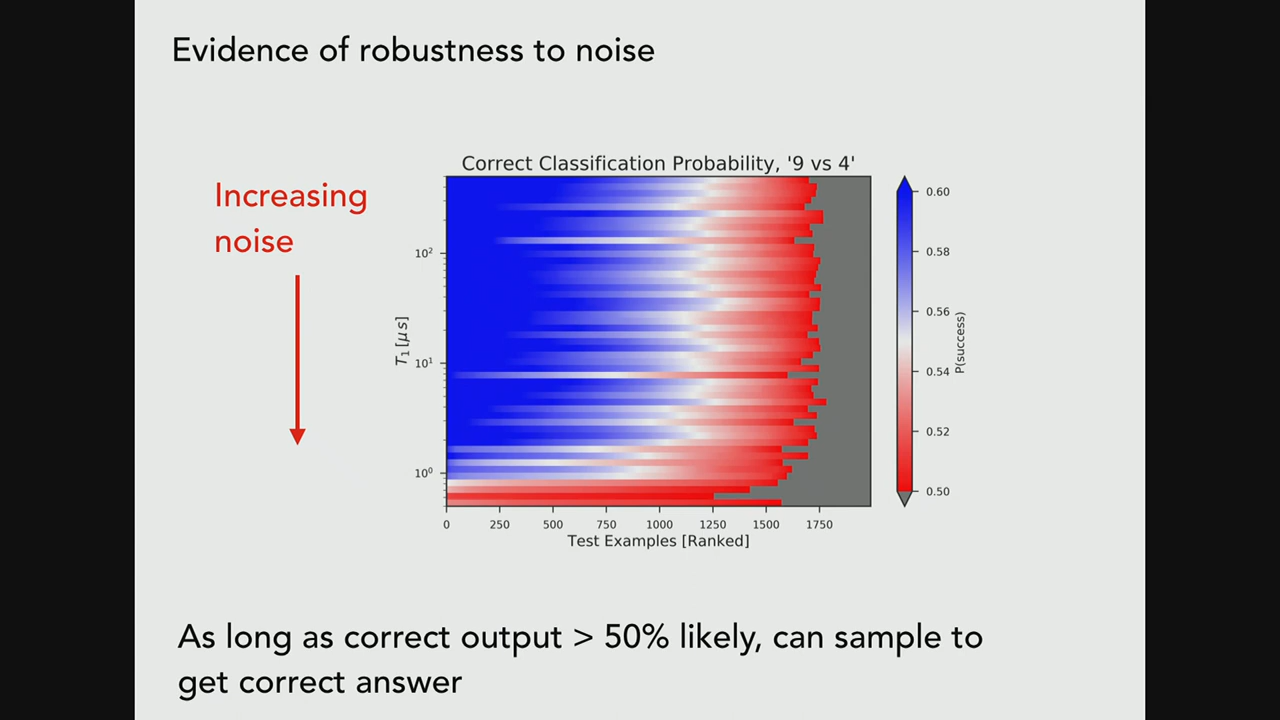 Evidence of robustness to noise
Correct Classification Probability, '9 vs 4'
Increasing
noise
10²
10¹
10⁰
T₁ [μs]
0 250 500 750 1000 1250 1500 1750
Test Examples [Ranked]
0.60
0.58
0.56
0.54
0.52
0.50
P(success)
As long as correct output > 50% likely, can sample to
get correct answer